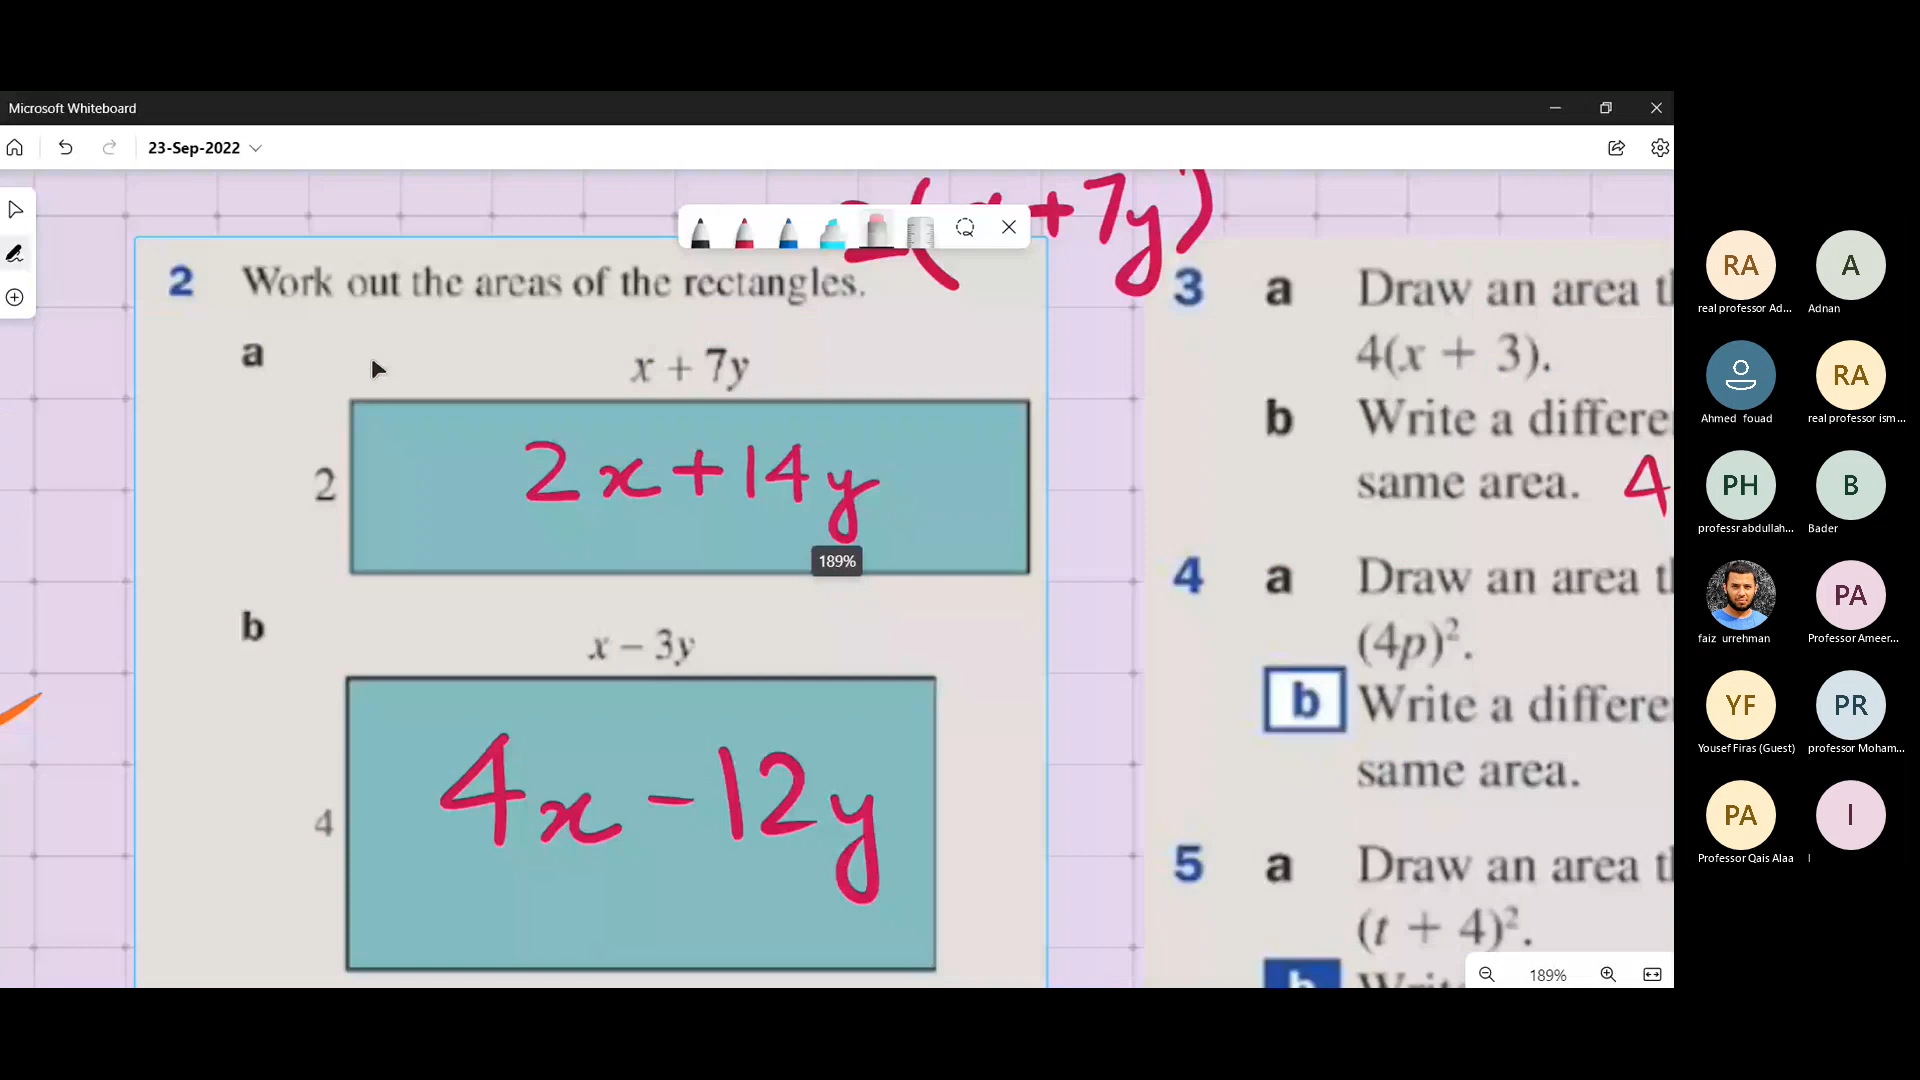 Microsoft Whiteboard
23-Sep-2022
+7y)
2 Work out the areas of the rectangles.
a
x + 7y
2
2x+14y
189%
b
x – 3y
4
4x-12y
3 a Draw an area
4(x + 3).
b Write a differe
same area. 4
4 a Draw an area
(4p)².
b Write a differe
same area.
5 a Draw an area
(t + 4)².
b
189%
RA
real professor Ad...
A
Adnan
Ahmed fouad
RA
real professor ism...
PH
professr abdullah...
B
Bader
faiz urrehman
PA
Professor Ameer...
YF
Yousef Firas (Guest)
PR
professor Moham...
PA
Professor Qais Alaa
I
I